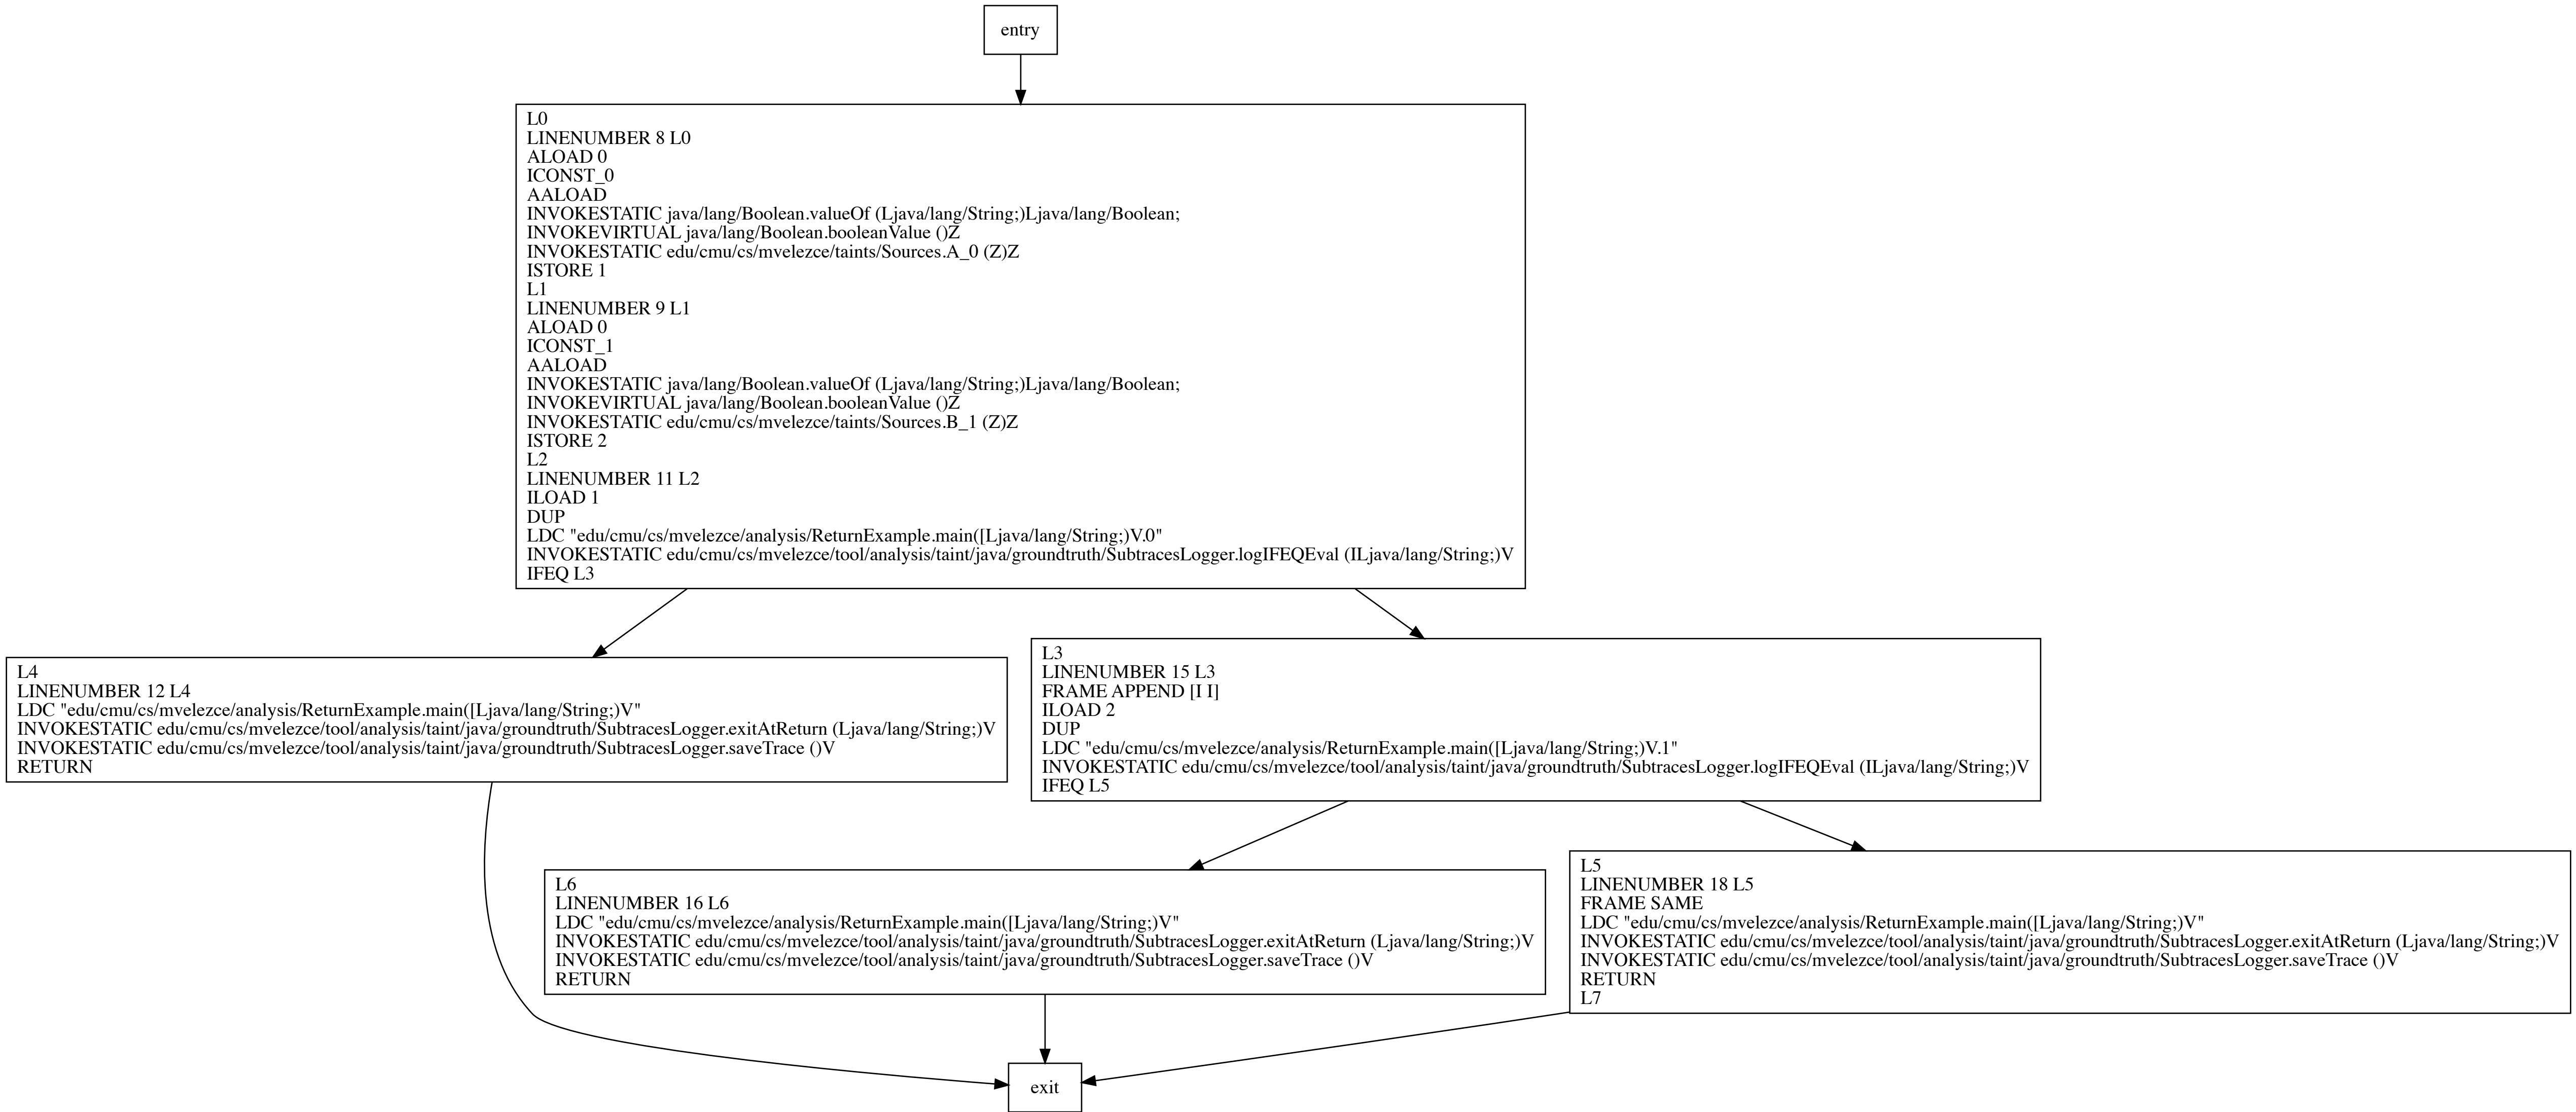 entry
L0
LINENUMBER 8 L0
ALOAD 0
ICONST_0
AALOAD
INVOKESTATIC java/lang/Boolean.valueOf (Ljava/lang/String;)Ljava/lang/Boolean;
INVOKEVIRTUAL java/lang/Boolean.booleanValue ()Z
INVOKESTATIC edu/cmu/cs/mvelezce/taints/Sources.A_0 (Z)Z
ISTORE 1
L1
LINENUMBER 9 L1
ALOAD 0
ICONST_1
AALOAD
INVOKESTATIC java/lang/Boolean.valueOf (Ljava/lang/String;)Ljava/lang/Boolean;
INVOKEVIRTUAL java/lang/Boolean.booleanValue ()Z
INVOKESTATIC edu/cmu/cs/mvelezce/taints/Sources.B_1 (Z)Z
ISTORE 2
L2
LINENUMBER 11 L2
ILOAD 1
DUP
LDC "edu/cmu/cs/mvelezce/analysis/ReturnExample.main([Ljava/lang/String;)V.0"
INVOKESTATIC edu/cmu/cs/mvelezce/tool/analysis/taint/java/groundtruth/SubtracesLogger.logIFEQEval (ILjava/lang/String;)V
IFEQ L3
L4
LINENUMBER 12 L4
LDC "edu/cmu/cs/mvelezce/analysis/ReturnExample.main([Ljava/lang/String;)V"
INVOKESTATIC edu/cmu/cs/mvelezce/tool/analysis/taint/java/groundtruth/SubtracesLogger.exitAtReturn (Ljava/lang/String;)V
INVOKESTATIC edu/cmu/cs/mvelezce/tool/analysis/taint/java/groundtruth/SubtracesLogger.saveTrace ()V
RETURN
L3
LINENUMBER 15 L3
FRAME APPEND [I I]
ILOAD 2
DUP
LDC "edu/cmu/cs/mvelezce/analysis/ReturnExample.main([Ljava/lang/String;)V.1"
INVOKESTATIC edu/cmu/cs/mvelezce/tool/analysis/taint/java/groundtruth/SubtracesLogger.logIFEQEval (ILjava/lang/String;)V
IFEQ L5
L6
LINENUMBER 16 L6
LDC "edu/cmu/cs/mvelezce/analysis/ReturnExample.main([Ljava/lang/String;)V"
INVOKESTATIC edu/cmu/cs/mvelezce/tool/analysis/taint/java/groundtruth/SubtracesLogger.exitAtReturn (Ljava/lang/String;)V
INVOKESTATIC edu/cmu/cs/mvelezce/tool/analysis/taint/java/groundtruth/SubtracesLogger.saveTrace ()V
RETURN
L5
LINENUMBER 18 L5
FRAME SAME
LDC "edu/cmu/cs/mvelezce/analysis/ReturnExample.main([Ljava/lang/String;)V"
INVOKESTATIC edu/cmu/cs/mvelezce/tool/analysis/taint/java/groundtruth/SubtracesLogger.exitAtReturn (Ljava/lang/String;)V
INVOKESTATIC edu/cmu/cs/mvelezce/tool/analysis/taint/java/groundtruth/SubtracesLogger.saveTrace ()V
RETURN
L7
exit